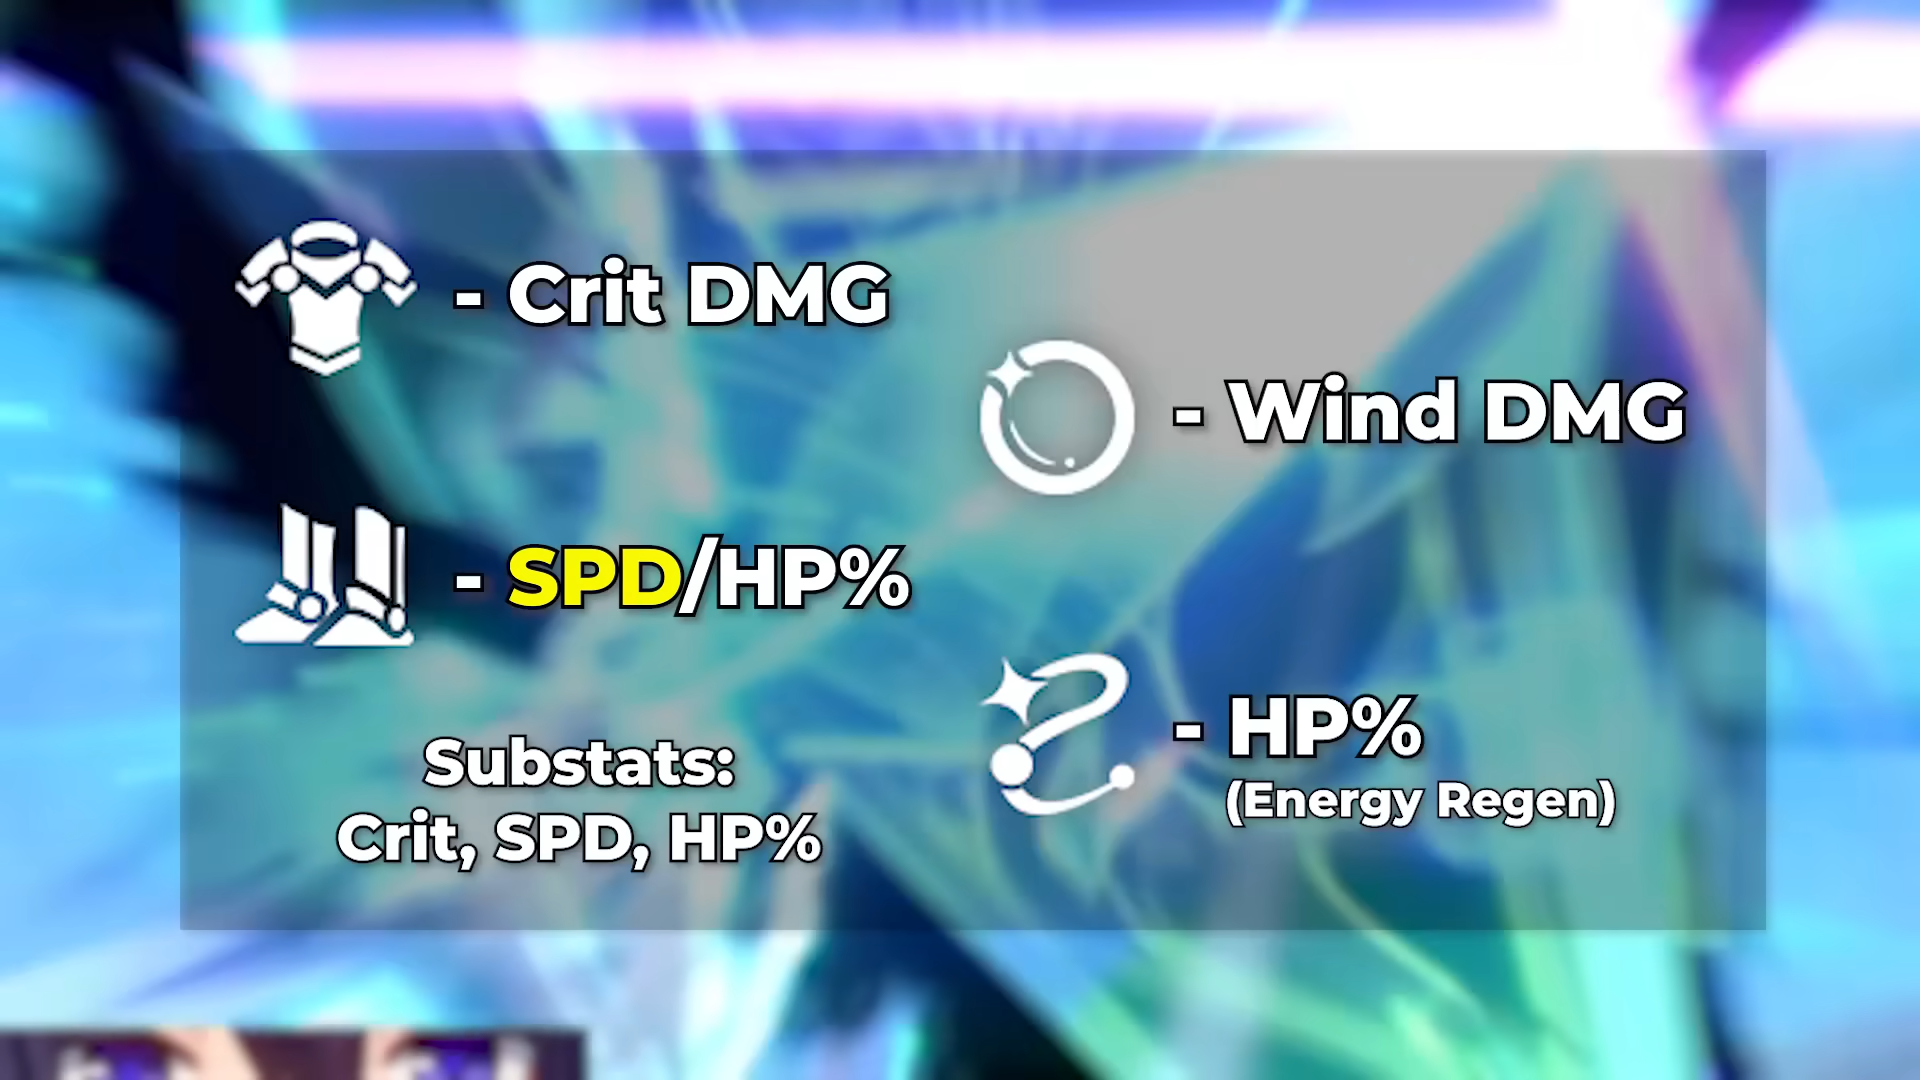 - Crit DMG
- SPD/HP%
Substats:
Crit, SPD, HP%
- Wind DMG
- HP%
(Energy Regen)